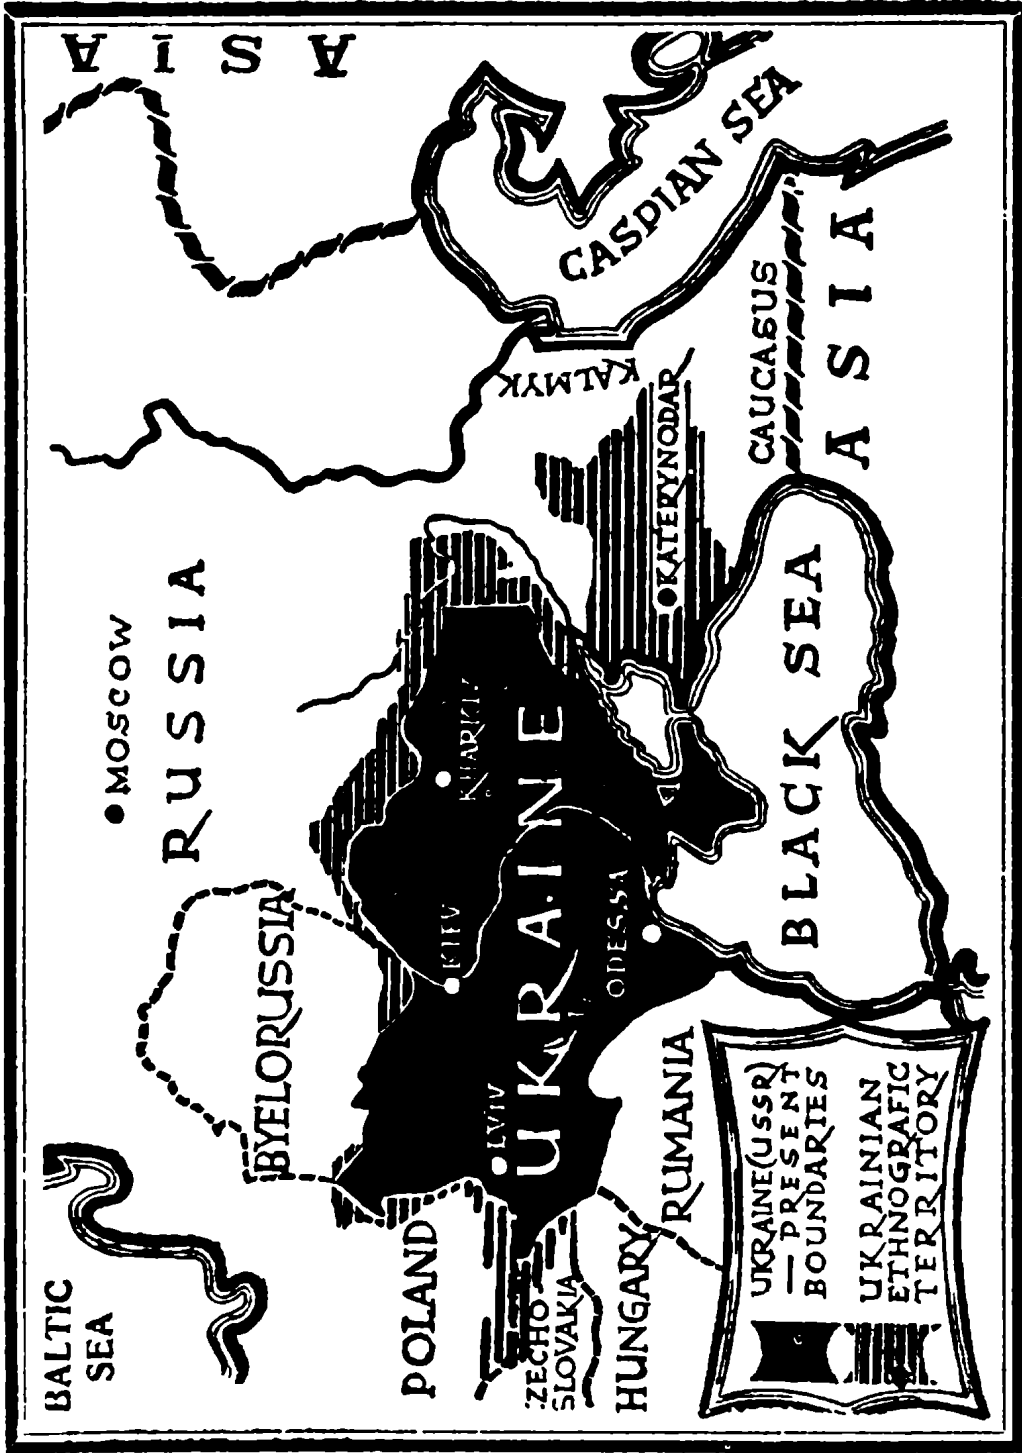 BALTIC
SEA
MOSCOW
RUSSIA
ASIA
BYELORUSSIA
POLAND
KIEV
KHARKIV
LVIV
UKRAINE
ODESSA
KALMYK
CASPIAN SEA
ZECHO
SLOVAKIA
HUNGARY
RUMANIA
KATERYNODAR
CAUCASUS
BLACK SEA
ASIA
UKRAINE (USSR)
— PRESENT
BOUNDARIES
UKRAINIAN
ETHNOGRAFIC
TERRITORY